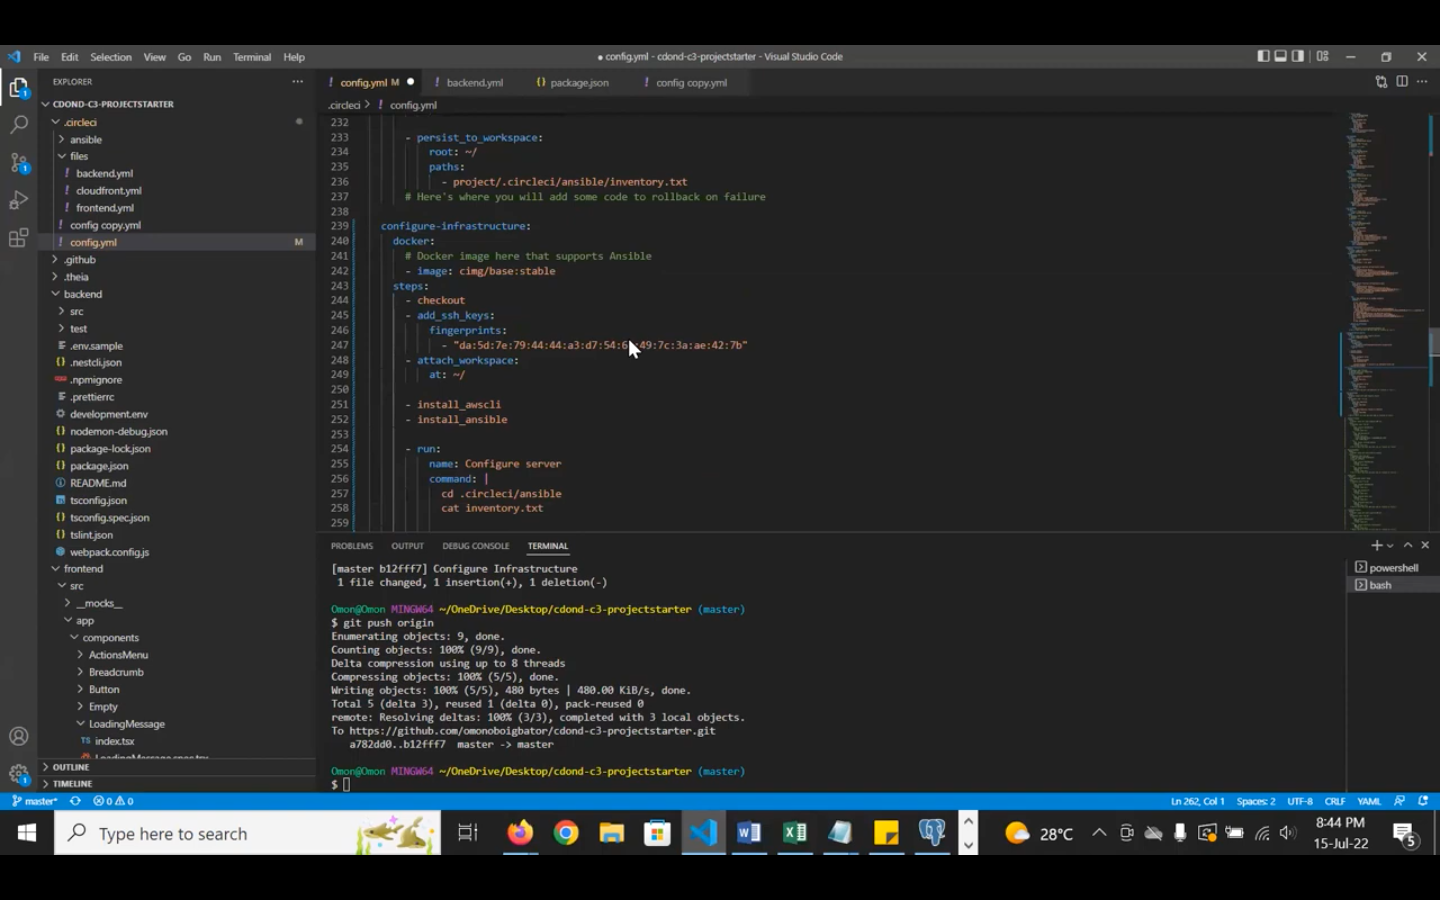 File Edit Selection View Go Run Terminal Help
● config.yml - cdond-c3-projectstarter - Visual Studio Code
EXPLORER
config.yml M
backend.yml
package.json
config copy.yml
CDOND-C3-PROJECTSTARTER
.circleci > ! config.yml
.circleci
ansible
files
backend.yml
cloudfront.yml
frontend.yml
config copy.yml
config.yml M
.github
.theia
backend
src
test
.env.sample
.nestcli.json
.npmignore
.prettierrc
development.env
nodemon-debug.json
package-lock.json
package.json
README.md
tsconfig.json
tsconfig.spec.json
tslint.json
webpack.config.js
frontend
src
__mocks__
app
components
ActionsMenu
Breadcrumb
Button
Empty
LoadingMessage
TS index.tsx
OUTLINE
TIMELINE
232
233 - persist_to_workspace:
234 root: ~/
235 paths:
236 - project/.circleci/ansible/inventory.txt
237 # Here's where you will add some code to rollback on failure
238
239 configure-infrastructure:
240 docker:
241 # Docker image here that supports Ansible
242 - image: cimg/base:stable
243 steps:
244 - checkout
245 - add_ssh_keys:
246 fingerprints:
247 - "da:5d:7e:79:44:44:a3:d7:54:6 :49:7c:3a:ae:42:7b"
248 - attach_workspace:
249 at: ~/
250
251 - install_awscli
252 - install_ansible
253
254 - run:
255 name: Configure server
256 command: |
257 cd .circleci/ansible
258 cat inventory.txt
259
PROBLEMS OUTPUT DEBUG CONSOLE TERMINAL
powershell
bash
[master b12fff7] Configure Infrastructure
1 file changed, 1 insertion(+), 1 deletion(-)
Omon@Omon MINGW64 ~/OneDrive/Desktop/cdond-c3-projectstarter (master)
$ git push origin
Enumerating objects: 9, done.
Counting objects: 100% (9/9), done.
Delta compression using up to 8 threads
Compressing objects: 100% (5/5), done.
Writing objects: 100% (5/5), 480 bytes | 480.00 KiB/s, done.
Total 5 (delta 3), reused 1 (delta 0), pack-reused 0
remote: Resolving deltas: 100% (3/3), completed with 3 local objects.
To https://github.com/omonoboigbator/cdond-c3-projectstarter.git
a782dd0..b12fff7 master -> master
Omon@Omon MINGW64 ~/OneDrive/Desktop/cdond-c3-projectstarter (master)
$
master* 0 0
Ln 262, Col 1 Spaces: 2 UTF-8 CRLF YAML
Type here to search
28°C
8:44 PM
15-Jul-22
5